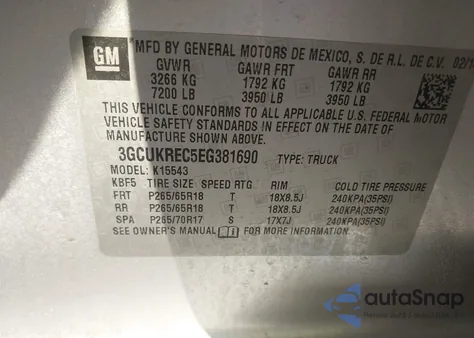 GM MFD BY GENERAL MOTORS DE MEXICO, S. DE R.L. DE C.V. 02/1
GVWR GAWR FRT GAWR RR
3266 KG 1792 KG 1792 KG
7200 LB 3950 LB 3950 LB
THIS VEHICLE CONFORMS TO ALL APPLICABLE U.S. FEDERAL MOTOR
VEHICLE SAFETY STANDARDS IN EFFECT ON THE DATE OF
MANUFACTURE SHOWN ABOVE.
3GCUKREC5EG381690 TYPE: TRUCK
MODEL: K15543
KBF5 TIRE SIZE SPEED RTG RIM COLD TIRE PRESSURE
FRT P265/65R18 T 18X8.5J 240KPA(35PSI)
RR P265/65R18 T 18X8.5J 240KPA(35PSI)
SPA P265/70R17 S 17X7J 240KPA(35PSI)
SEE OWNER'S MANUAL FOR MORE INFORMATION.
autoSnap